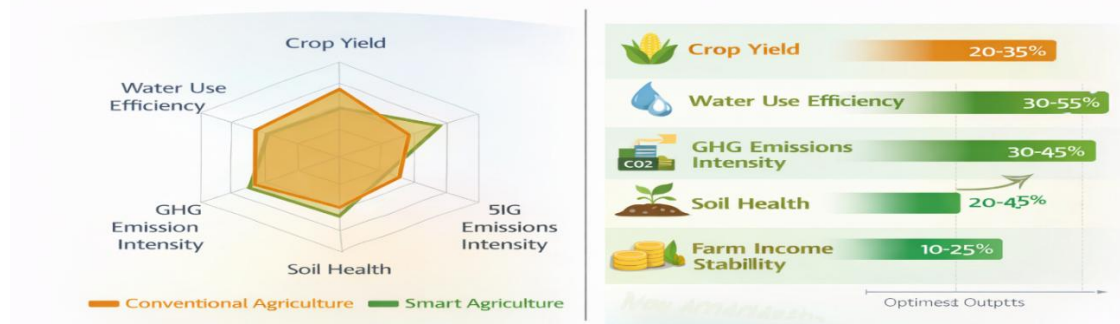 Crop Yield
Water Use
Efficiency
GHG
Emission
Intensity
5IG
Emissions
Intensity
Soil Health
Conventional Agriculture
Smart Agriculture
Crop Yield
20-35%
Water Use Efficiency
30-55%
CO2
GHG Emissions
Intensity
30-45%
Soil Health
20-45%
Farm Income
Stabillity
10-25%
Optimest Outptts